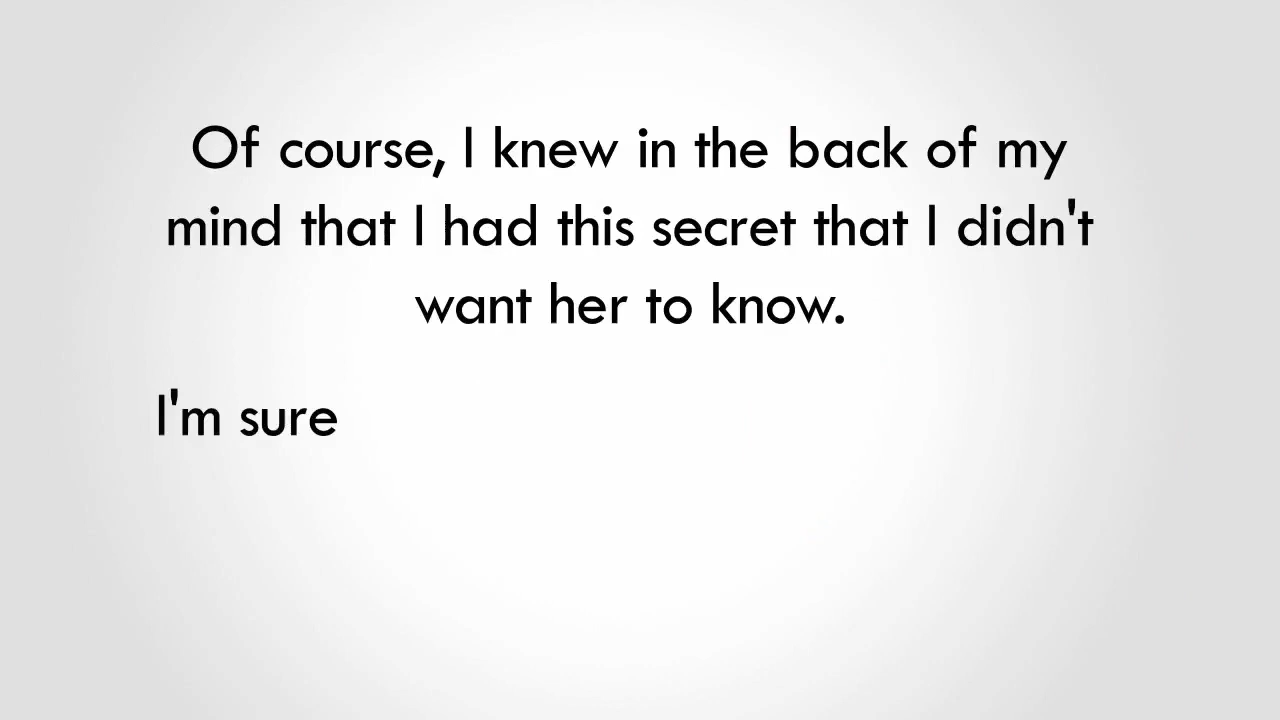 Of course, I knew in the back of my
mind that I had this secret that I didn't
want her to know.
I'm sure